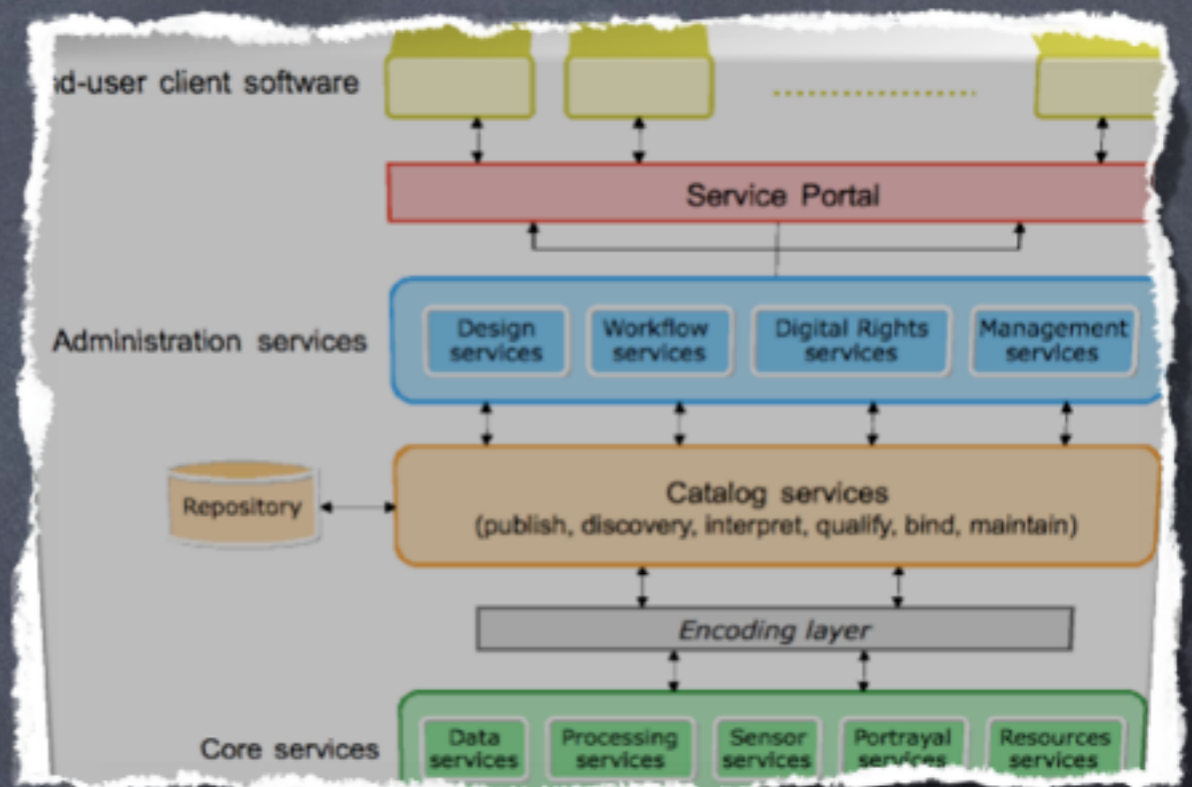 nd-user client software
Service Portal
Administration services
Design services
Workflow services
Digital Rights services
Management services
Repository
Catalog services
(publish, discovery, interpret, qualify, bind, maintain)
Encoding layer
Core services
Data services
Processing services
Sensor services
Portrayal services
Resources services